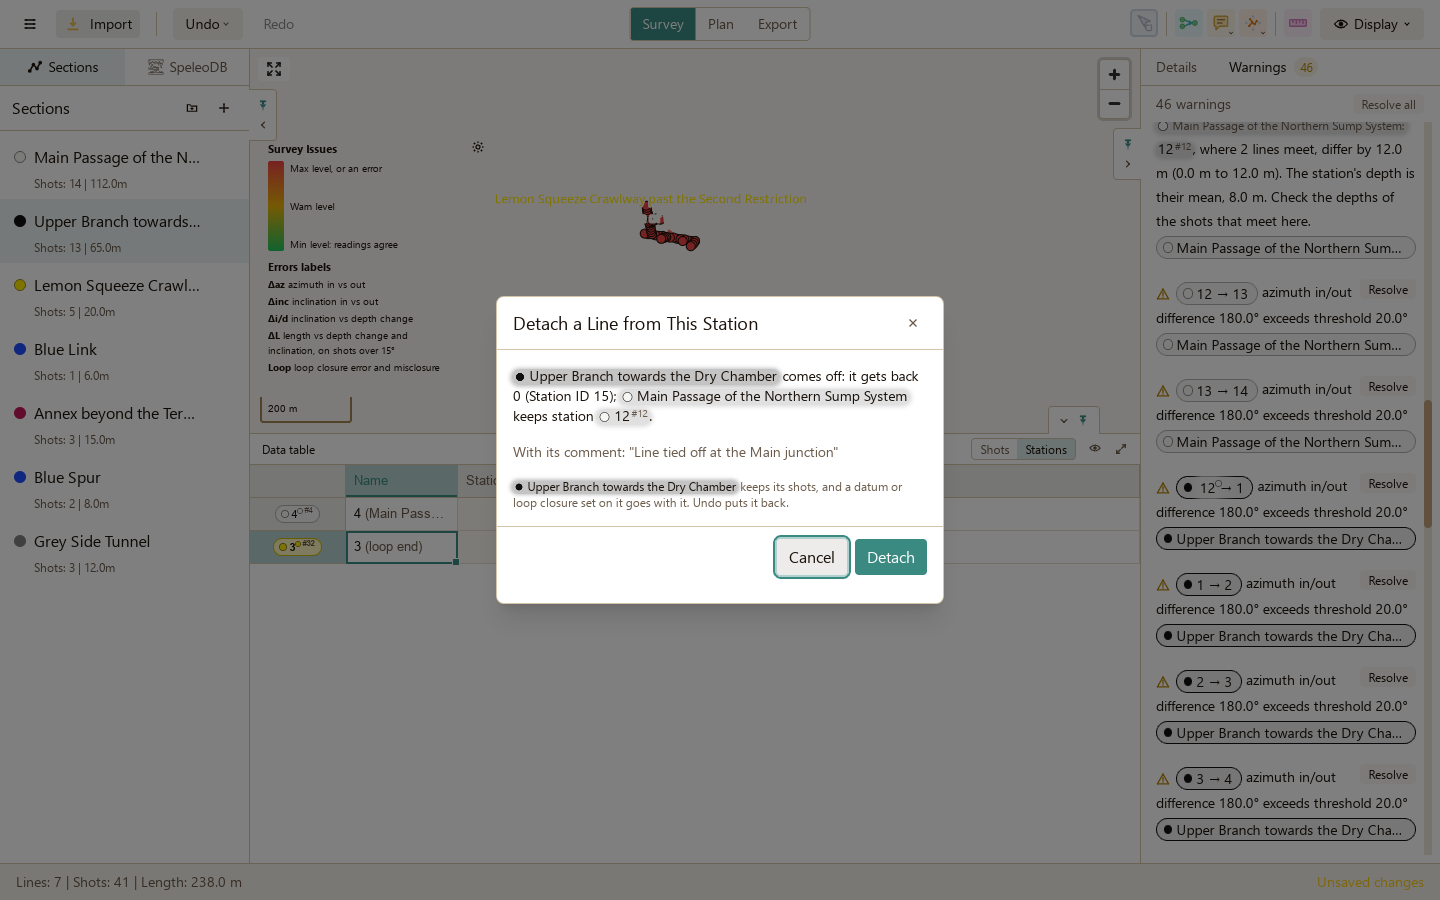 Import
Undo
Redo
Survey
Plan
Export
Display
Sections
SpeleoDB
Details
Warnings 46
Sections
46 warnings
Resolve all
Main Passage of the N...
Shots: 14 | 112.0m
Upper Branch towards...
Shots: 13 | 65.0m
Lemon Squeeze Crawl...
Shots: 5 | 20.0m
Blue Link
Shots: 1 | 6.0m
Annex beyond the Ter...
Shots: 3 | 15.0m
Blue Spur
Shots: 2 | 8.0m
Grey Side Tunnel
Shots: 3 | 12.0m
Survey Issues
Max level, or an error
Warn level
Min level: readings agree
Errors labels
Δaz azimuth in vs out
Δinc inclination in vs out
Δi/d inclination vs depth change
ΔL length vs depth change and
inclination, on shots over 15°
Loop loop closure error and misclosure
200 m
Lemon Squeeze Crawlway past the Second Restriction
Data table
Shots
Stations
Name
Static
4 #4
4 (Main Pass...
3 #32
3 (loop end)
Detach a Line from This Station
×
Upper Branch towards the Dry Chamber comes off: it gets back
0 (Station ID 15); Main Passage of the Northern Sump System
keeps station 12 #12.
With its comment: "Line tied off at the Main junction"
Upper Branch towards the Dry Chamber keeps its shots, and a datum or
loop closure set on it goes with it. Undo puts it back.
Cancel
Detach
Main Passage of the Northern Sump System:
12 #12, where 2 lines meet, differ by 12.0
m (0.0 m to 12.0 m). The station's depth is
their mean, 8.0 m. Check the depths of
the shots that meet here.
Main Passage of the Northern Sum...
12 → 13 azimuth in/out
Resolve
difference 180.0° exceeds threshold 20.0°
Main Passage of the Northern Sum...
13 → 14 azimuth in/out
Resolve
difference 180.0° exceeds threshold 20.0°
Main Passage of the Northern Sum...
12 → 1 azimuth in/out
Resolve
difference 180.0° exceeds threshold 20.0°
Upper Branch towards the Dry Cha...
1 → 2 azimuth in/out
Resolve
difference 180.0° exceeds threshold 20.0°
Upper Branch towards the Dry Cha...
2 → 3 azimuth in/out
Resolve
difference 180.0° exceeds threshold 20.0°
Upper Branch towards the Dry Cha...
3 → 4 azimuth in/out
Resolve
difference 180.0° exceeds threshold 20.0°
Upper Branch towards the Dry Cha...
Lines: 7 | Shots: 41 | Length: 238.0 m
Unsaved changes